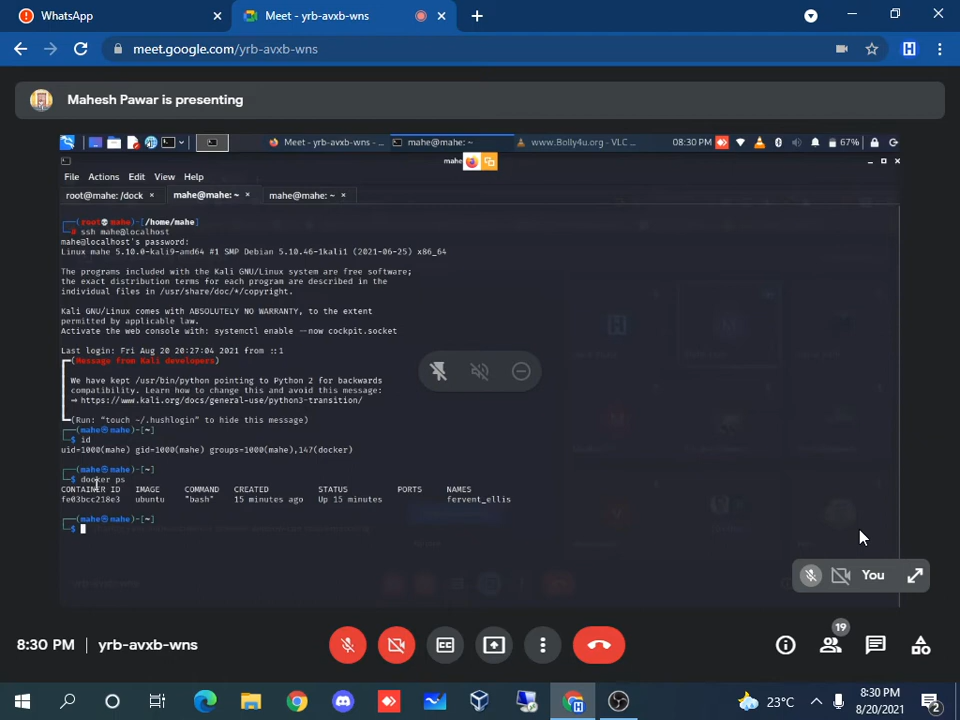 WhatsApp
Meet - yrb-avxb-wns
meet.google.com/yrb-avxb-wns
Mahesh Pawar is presenting
Meet - yrb-avxb-wns - ...
mahe@mahe: ~
www.Bolly4u.org - VLC ...
08:30 PM
67%
mahe
File Actions Edit View Help
root@mahe: /dock
mahe@mahe: ~
mahe@mahe: ~
┌──(root💀mahe)-[/home/mahe]
└─# ssh mahe@localhost
mahe@localhost's password:
Linux mahe 5.10.0-kali9-amd64 #1 SMP Debian 5.10.46-1kali1 (2021-06-25) x86_64
The programs included with the Kali GNU/Linux system are free software;
the exact distribution terms for each program are described in the
individual files in /usr/share/doc/*/copyright.
Kali GNU/Linux comes with ABSOLUTELY NO WARRANTY, to the extent
permitted by applicable law.
Activate the web console with: systemctl enable --now cockpit.socket
Last login: Fri Aug 20 20:27:04 2021 from ::1
┏━(Message from Kali developers)
┃ We have kept /usr/bin/python pointing to Python 2 for backwards
┃ compatibility. Learn how to change this and avoid this message:
┃ ⇒ https://www.kali.org/docs/general-use/python3-transition/
┗━(Run: “touch ~/.hushlogin” to hide this message)
┌──(mahe㉿mahe)-[~]
└─$ id
uid=1000(mahe) gid=1000(mahe) groups=1000(mahe),147(docker)
┌──(mahe㉿mahe)-[~]
└─$ docker ps
CONTAINER ID IMAGE COMMAND CREATED STATUS PORTS NAMES
fe03bcc218e3 ubuntu "bash" 15 minutes ago Up 15 minutes fervent_ellis
┌──(mahe㉿mahe)-[~]
└─$
You
19
8:30 PM | yrb-avxb-wns
23°C
8:30 PM
8/20/2021
2